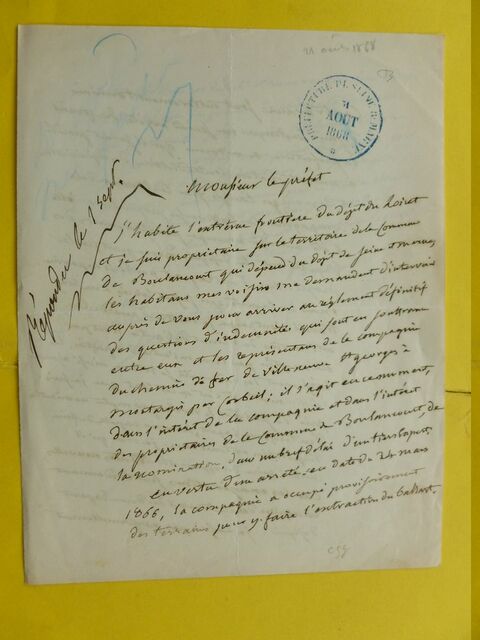 21 août 1868
PRÉFECTURE DE SEINE & MARNE
31
AOUT
1868
Répondu le 1 sept.
Monsieur le préfet
J'habite l'extrême frontière du dépt du Loiret
et je suis propriétaire sur le territoire de la Commune
de Boulancourt qui dépend du dépt de Seine et marne,
les habitans mes voisins me demandent d'intervenir
auprès de vous pour arriver au règlement définitif
des questions d'indemnités qui sont en souffrance
entre eux et les représentans de la compagnie
du chemin de fer de villeneuve St georges à
montargis par Corbeil; il s'agit en ce moment,
dans l'intérêt de la compagnie et dans l'intérêt
des propriétaires de la Commune de Boulancourt de
la nomination, dans un bref délai d'un tiers expert.
en vertu d'un arrêté en date du 24 mars
1866, la compagnie a occupé provisoirement
des terrains pour y faire l'extraction du ballast.